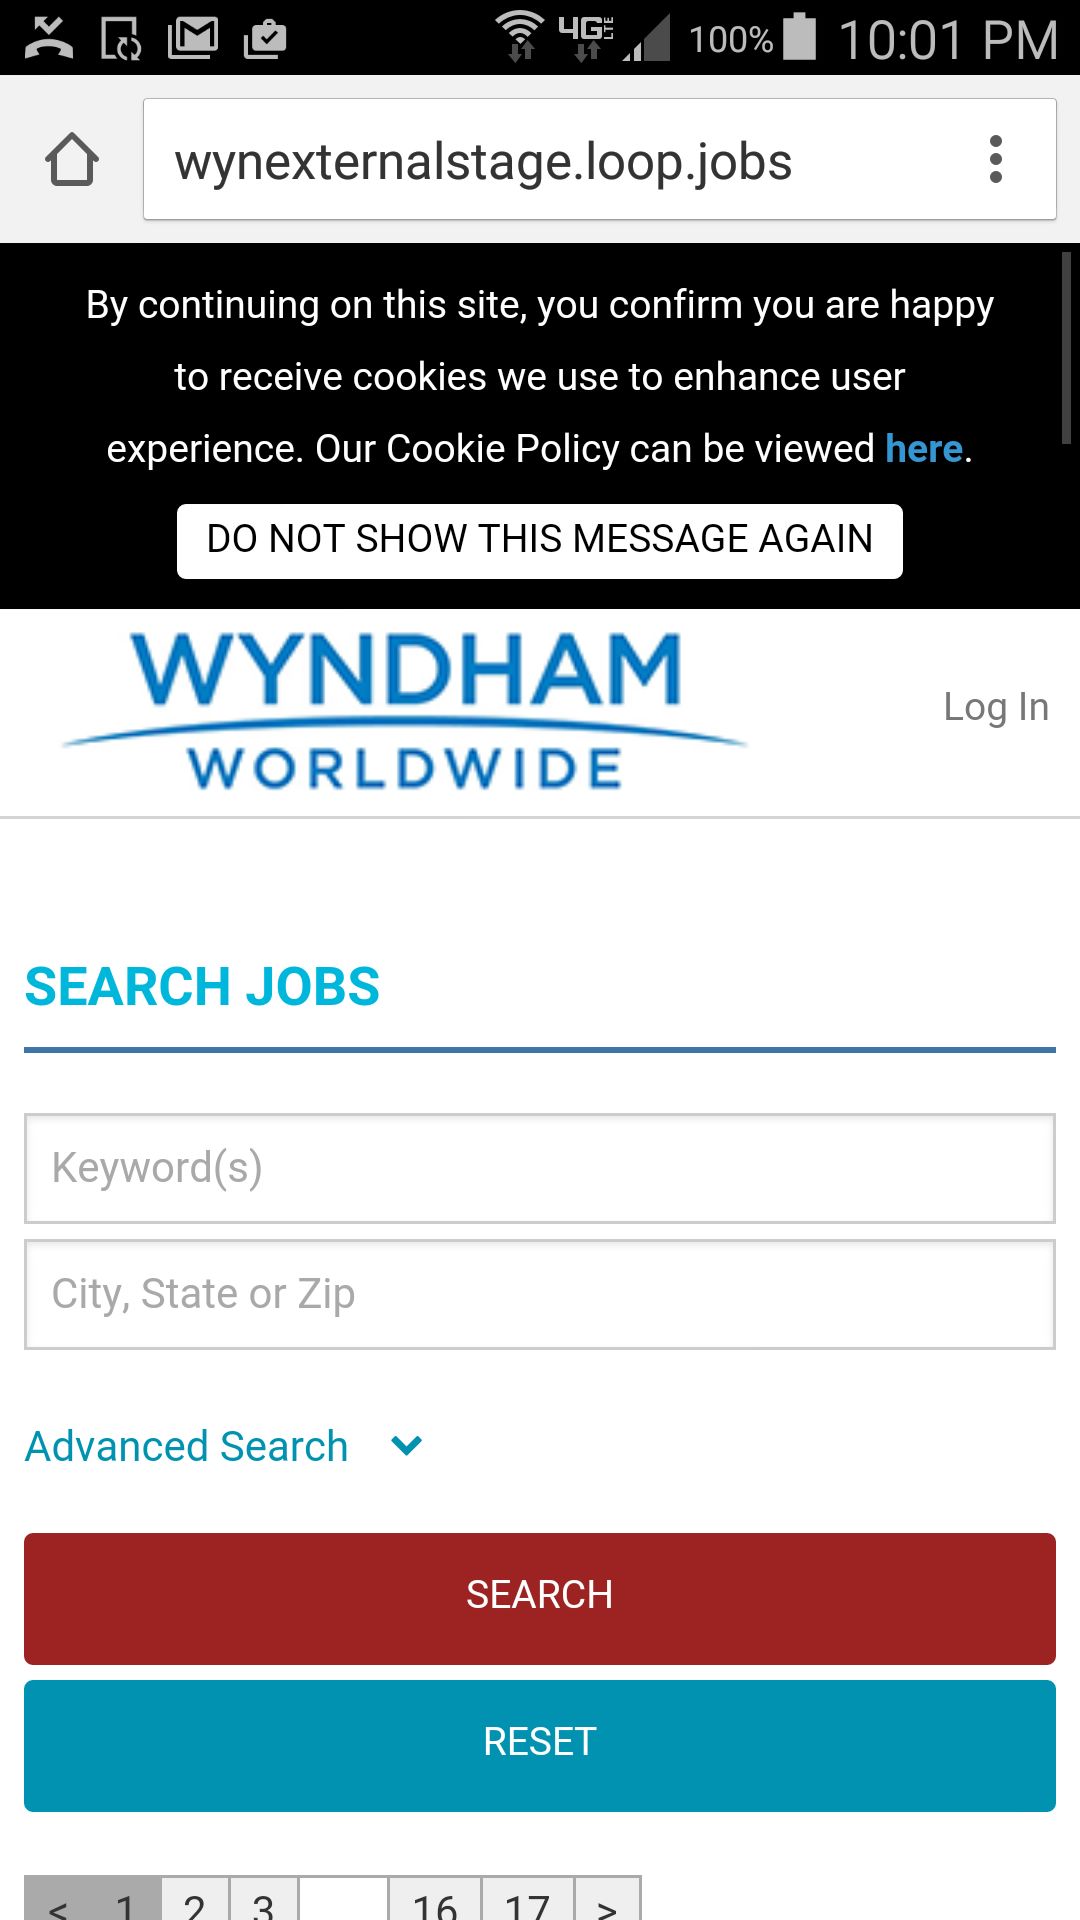 4G LTE 100% 10:01 PM
wynexternalstage.loop.jobs
By continuing on this site, you confirm you are happy
to receive cookies we use to enhance user
experience. Our Cookie Policy can be viewed here.
DO NOT SHOW THIS MESSAGE AGAIN
WYNDHAM
WORLDWIDE
Log In
SEARCH JOBS
Keyword(s)
City, State or Zip
Advanced Search
SEARCH
RESET
< 1 2 3 16 17 >